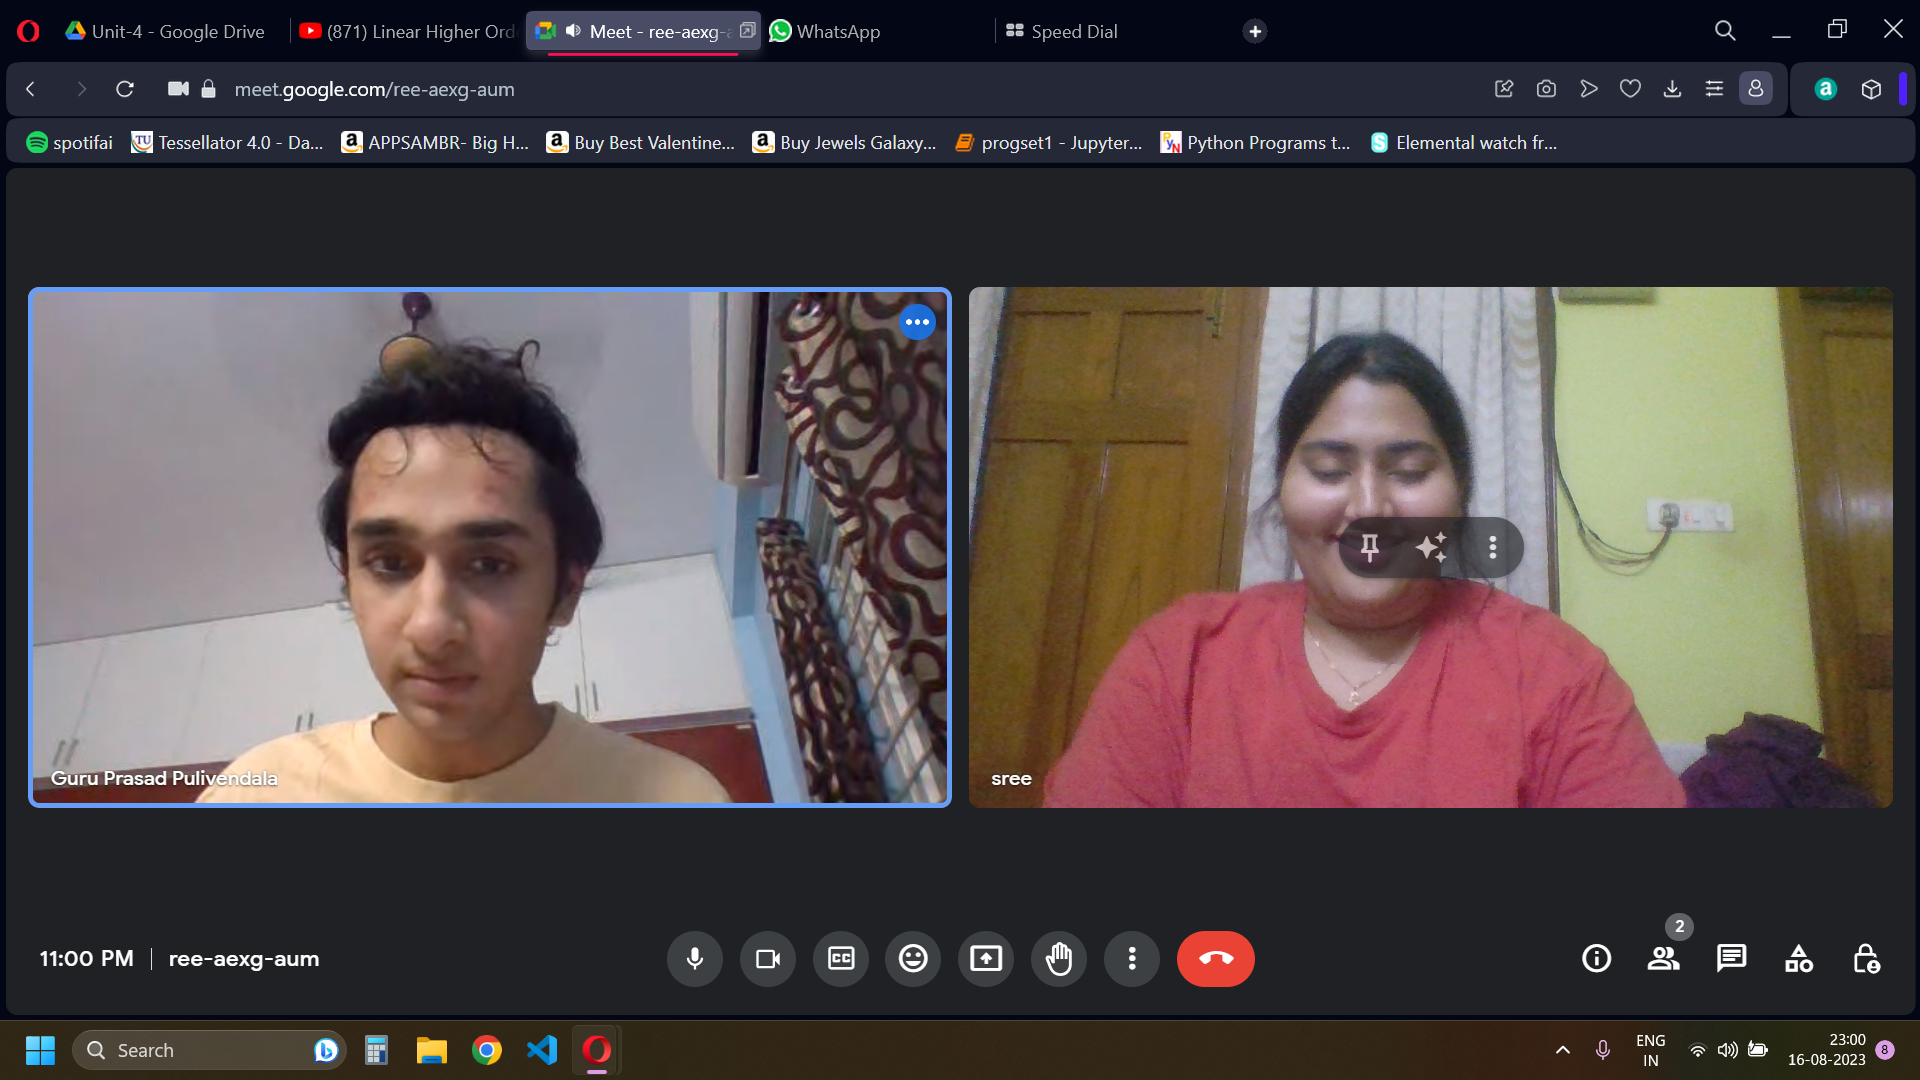 Unit-4 - Google Drive
(871) Linear Higher Ord
Meet - ree-aexg-a
WhatsApp
Speed Dial
meet.google.com/ree-aexg-aum
a
spotifai
TU
Tessellator 4.0 - Da...
a
APPSAMBR- Big H...
a
Buy Best Valentine...
a
Buy Jewels Galaxy...
progset1 - Jupyter...
PyN
Python Programs t...
S
Elemental watch fr...
Guru Prasad Pulivendala
sree
11:00 PM
ree-aexg-aum
CC
2
Search
b
ENG
IN
23:00
16-08-2023
8